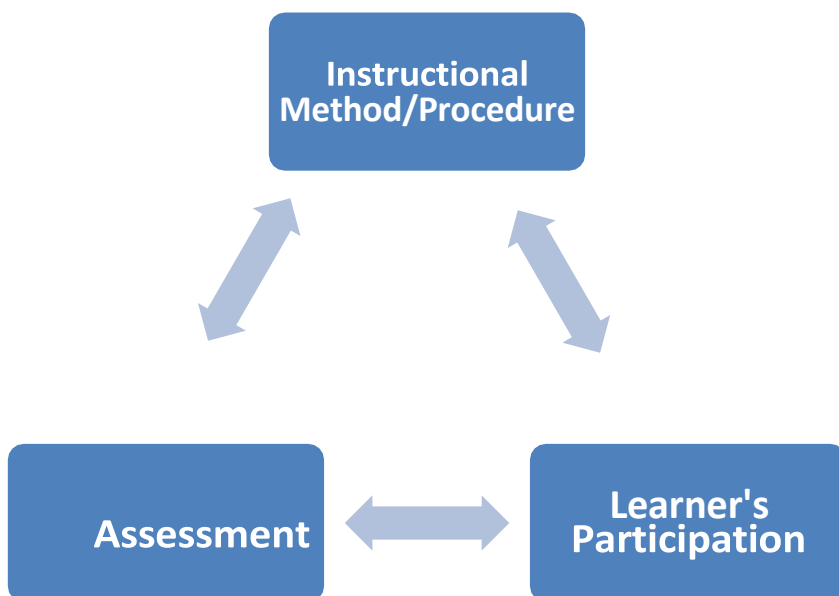 Instructional
Method/Procedure
Assessment
Learner's
Participation